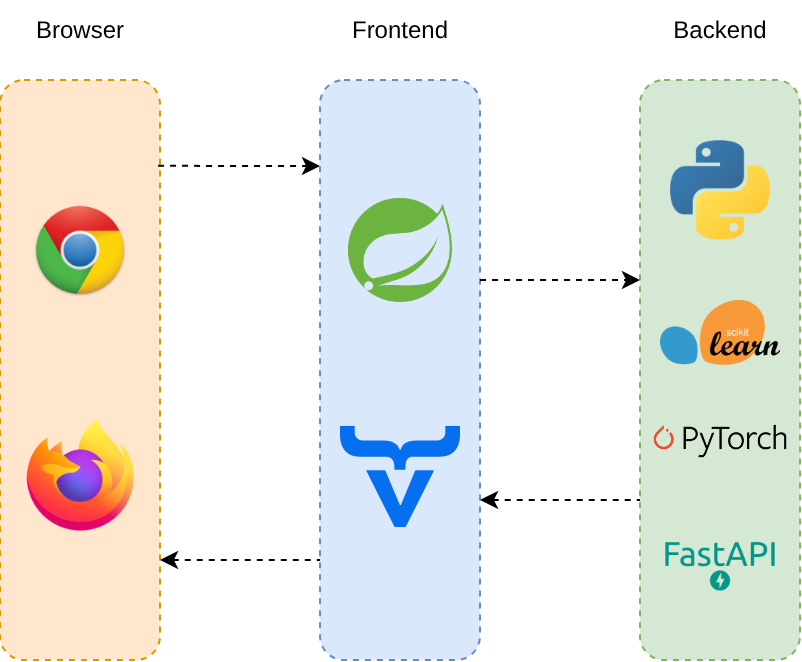 Browser
Frontend
Backend
scikit
learn
PyTorch
FastAPI